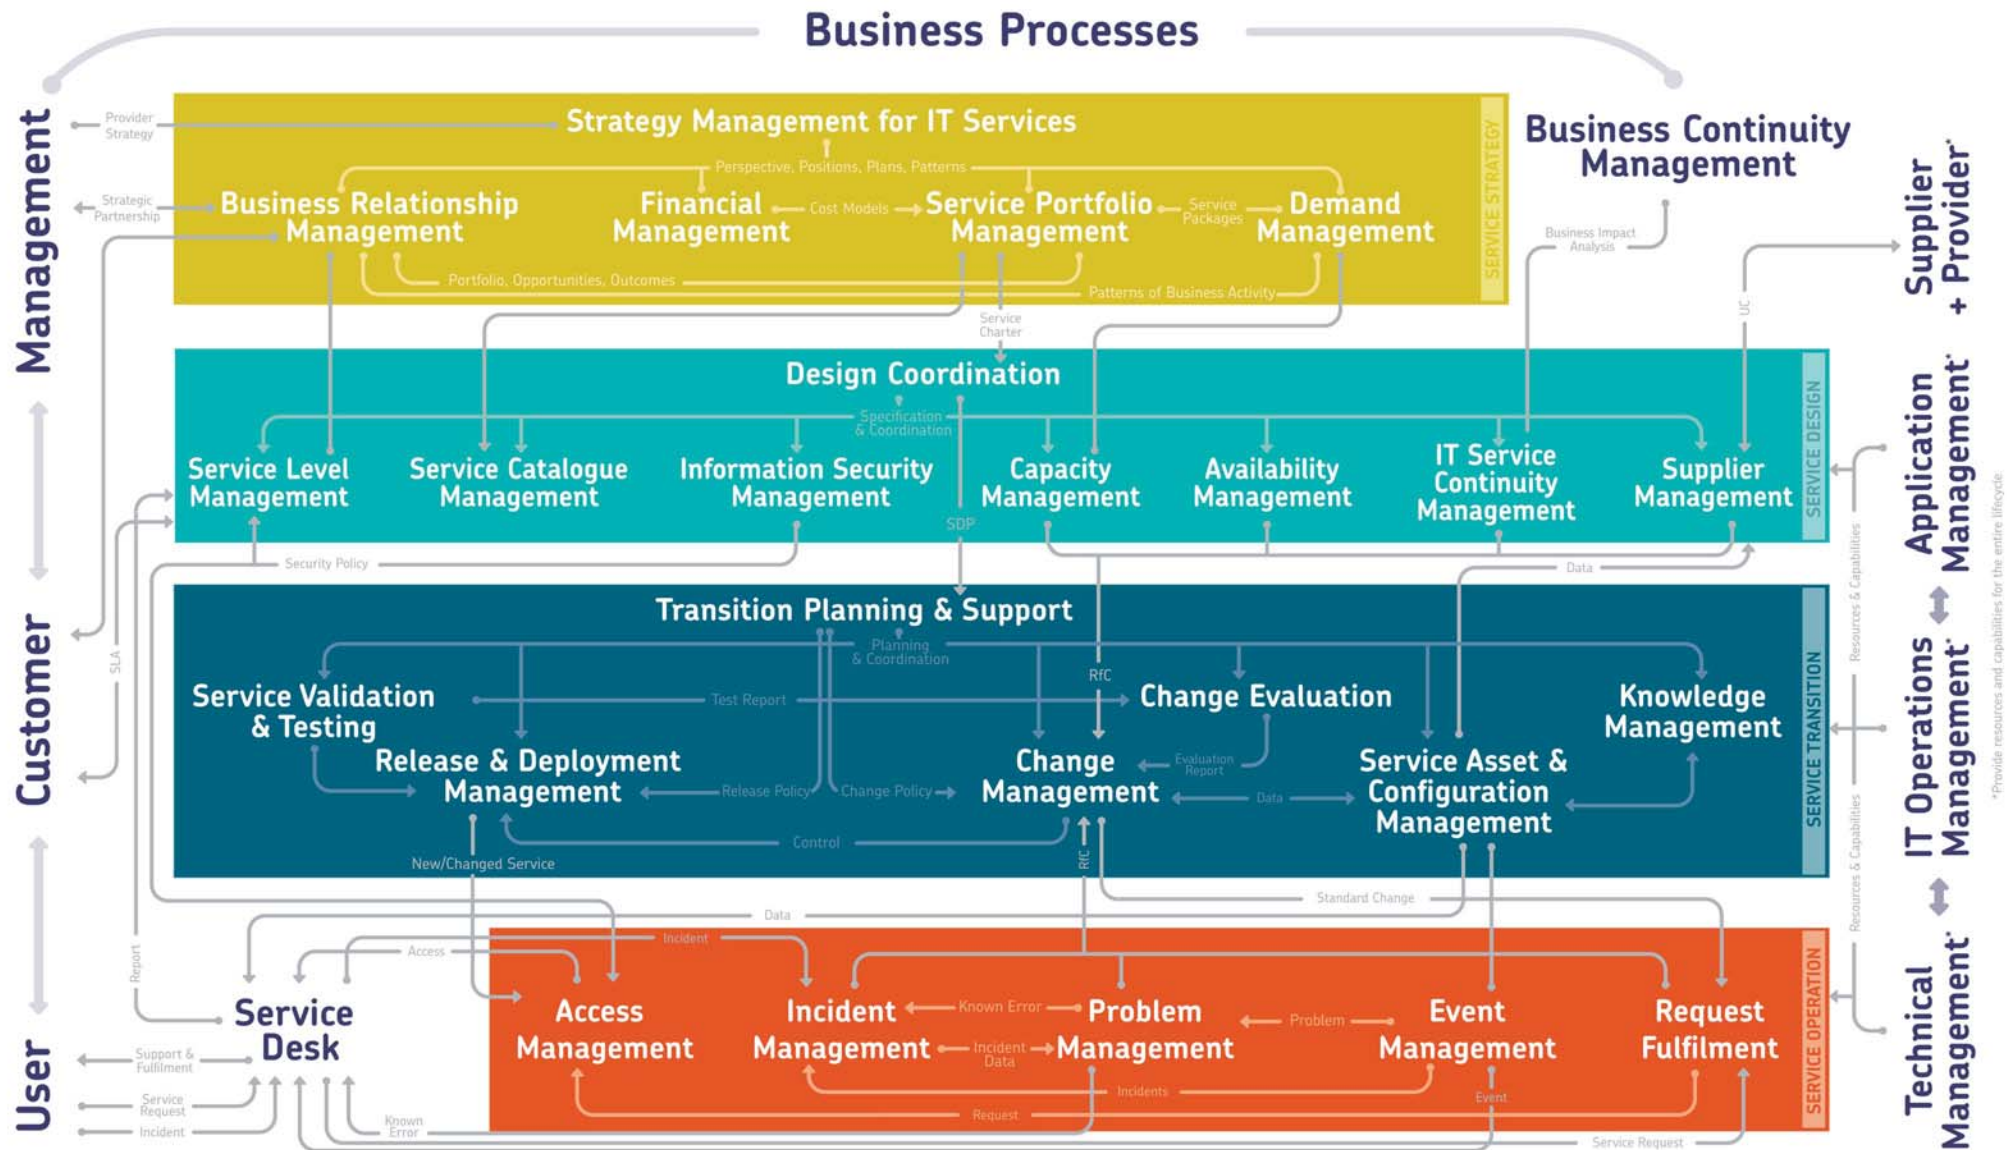 Business Processes
Management
Customer
User
Provider
Strategy
Strategic
Partnership
Strategy Management for IT Services
Perspective, Positions, Plans, Patterns
Business Relationship
Management
Financial
Management
Cost Models
Service Portfolio
Management
Service
Packages
Demand
Management
Portfolio, Opportunities, Outcomes
Patterns of Business Activity
SERVICE STRATEGY
Business Continuity
Management
Business Impact
Analysis
Supplier
+ Provider*
UC
Service
Charter
Design Coordination
Specification
& Coordination
Service Level
Management
Service Catalogue
Management
Information Security
Management
Capacity
Management
Availability
Management
IT Service
Continuity
Management
Supplier
Management
SDP
SERVICE DESIGN
Security Policy
Data
SLA
Application
Management*
Resources & Capabilities
Transition Planning & Support
Planning
& Coordination
RfC
Service Validation
& Testing
Test Report
Change Evaluation
Knowledge
Management
Release & Deployment
Management
Release Policy
Change Policy
Change
Management
Evaluation
Report
Data
Service Asset &
Configuration
Management
Control
New/Changed Service
RfC
SERVICE TRANSITION
IT Operations
Management*
Resources & Capabilities
*Provide resources and capabilities for the entire lifecycle
Standard Change
Data
Incident
Access
Report
Service
Desk
Access
Management
Incident
Management
Known Error
Incident
Data
Problem
Management
Problem
Event
Management
Request
Fulfilment
Incidents
Request
Event
SERVICE OPERATION
Technical
Management*
Support &
Fulfilment
Service
Request
Incident
Known
Error
Service Request